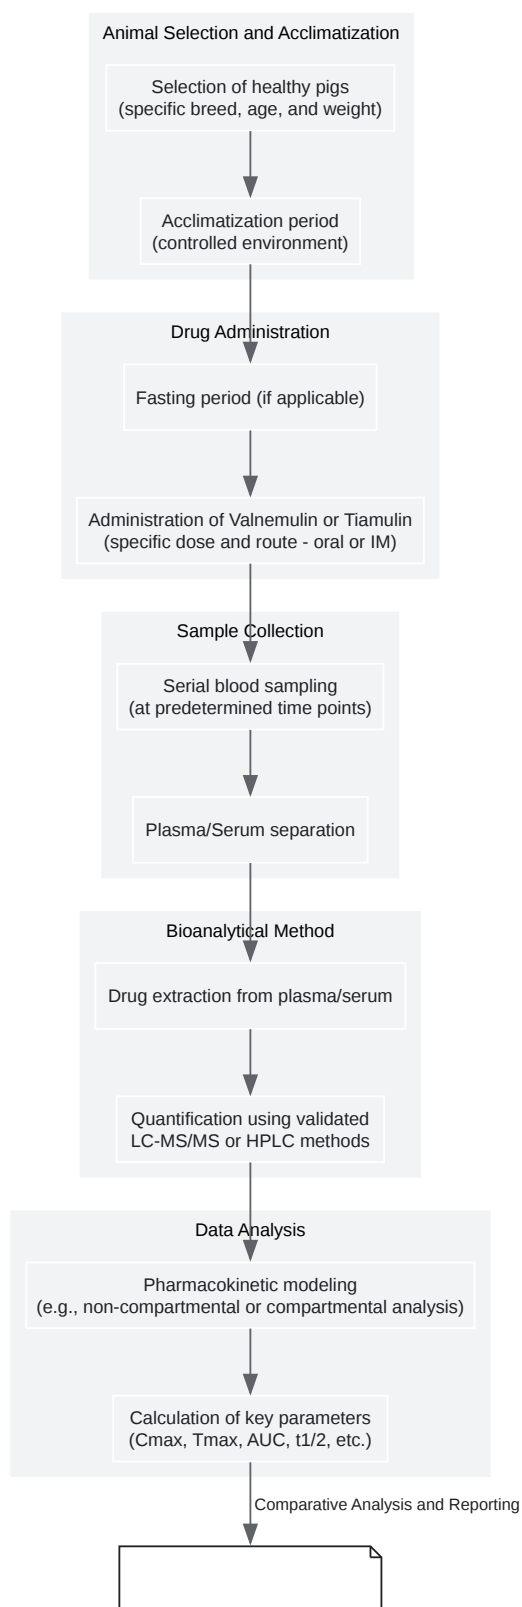 Animal Selection and Acclimatization
Selection of healthy pigs
(specific breed, age, and weight)
Acclimatization period
(controlled environment)
Drug Administration
Fasting period (if applicable)
Administration of Valnemulin or Tiamulin
(specific dose and route - oral or IM)
Sample Collection
Serial blood sampling
(at predetermined time points)
Plasma/Serum separation
Bioanalytical Method
Drug extraction from plasma/serum
Quantification using validated
LC-MS/MS or HPLC methods
Data Analysis
Pharmacokinetic modeling
(e.g., non-compartmental or compartmental analysis)
Calculation of key parameters
(Cmax, Tmax, AUC, t1/2, etc.)
Comparative Analysis and Reporting